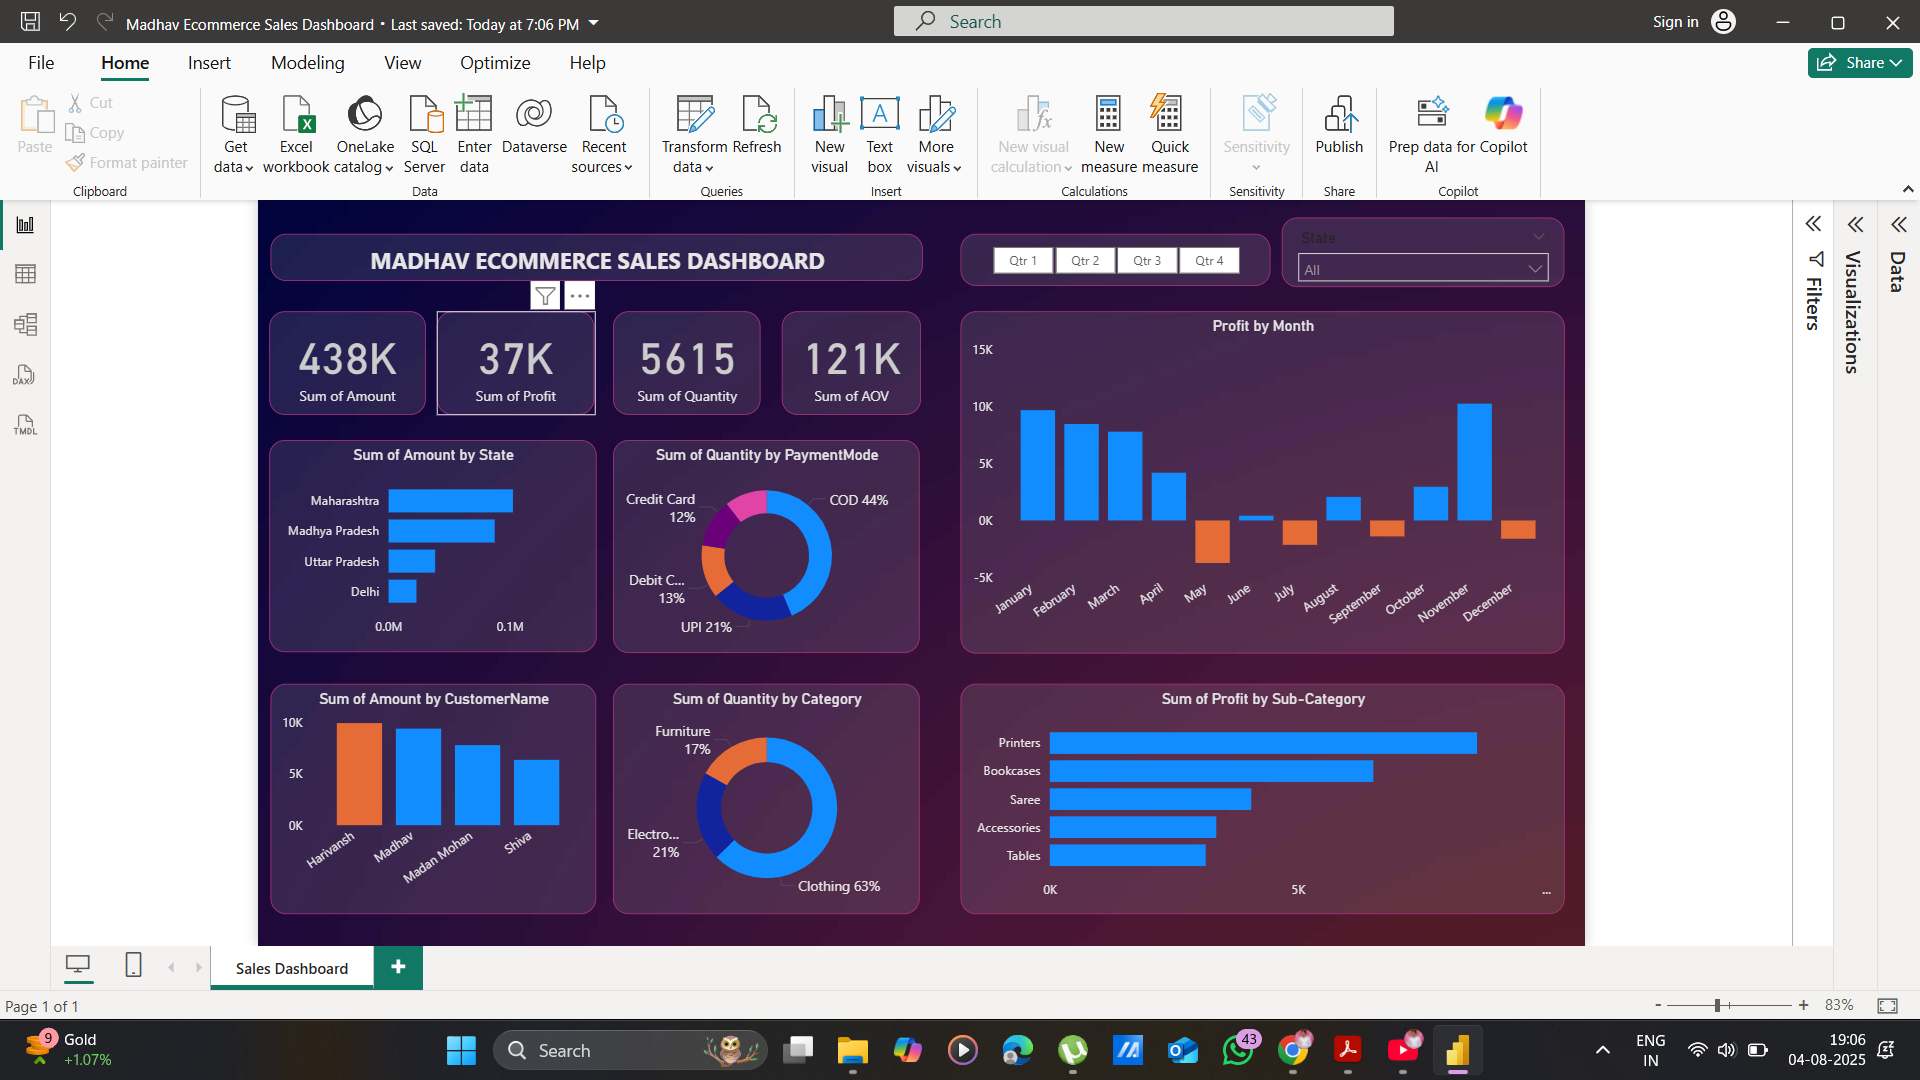 Madhav Ecommerce Sales Dashboard • Last saved: Today at 7:06 PM
Search
Sign in
File
Home
Insert
Modeling
View
Optimize
Help
Share
Paste
Cut
Copy
Format painter
Clipboard
Get
data
Excel
workbook
OneLake
catalog
SQL
Server
Enter
data
Dataverse
Recent
sources
Data
Transform
data
Refresh
Queries
New
visual
Text
box
More
visuals
Insert
New visual
calculation
New
measure
Quick
measure
Calculations
Sensitivity
Sensitivity
Publish
Share
Prep data for
AI
Copilot
Copilot
DAX
TMDL
MADHAV ECOMMERCE SALES DASHBOARD
Qtr 1
Qtr 2
Qtr 3
Qtr 4
State
All
438K
Sum of Amount
37K
Sum of Profit
5615
Sum of Quantity
121K
Sum of AOV
Profit by Month
15K
10K
5K
0K
-5K
January
February
March
April
May
June
July
August
September
October
November
December
Sum of Amount by State
Maharashtra
Madhya Pradesh
Uttar Pradesh
Delhi
0.0M
0.1M
Sum of Quantity by PaymentMode
Credit Card
12%
COD 44%
Debit C...
13%
UPI 21%
Sum of Amount by CustomerName
10K
5K
0K
Harivansh
Madhav
Madan Mohan
Shiva
Sum of Quantity by Category
Furniture
17%
Electro...
21%
Clothing 63%
Sum of Profit by Sub-Category
Printers
Bookcases
Saree
Accessories
Tables
0K
5K
...
Filters
Visualizations
Data
Sales Dashboard
Page 1 of 1
83%
9
Gold
+1.07%
Search
43
ENG
IN
19:06
04-08-2025